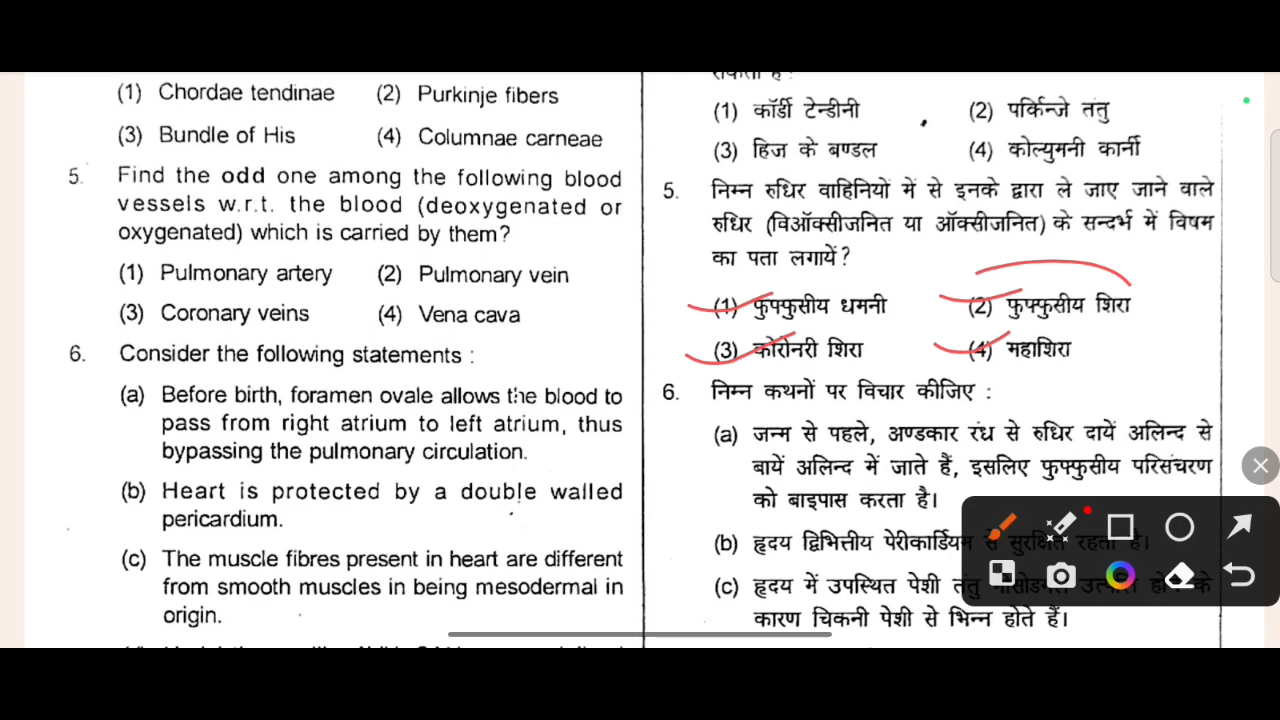 (1) Chordae tendinae (2) Purkinje fibers
(3) Bundle of His (4) Columnae carneae
5. Find the odd one among the following blood
vessels w.r.t. the blood (deoxygenated or
oxygenated) which is carried by them?
(1) Pulmonary artery (2) Pulmonary vein
(3) Coronary veins (4) Vena cava
6. Consider the following statements :
(a) Before birth, foramen ovale allows the blood to
pass from right atrium to left atrium, thus
bypassing the pulmonary circulation.
(b) Heart is protected by a double walled
pericardium.
(c) The muscle fibres present in heart are different
from smooth muscles in being mesodermal in
origin.
(1) कॉर्डी टेन्डीनी (2) पर्किन्जे तंतु
(3) हिज के बण्डल (4) कोल्युमनी कार्नी
5. निम्न रुधिर वाहिनियों में से इनके द्वारा ले जाए जाने वाले
रुधिर (विऑक्सीजनित या ऑक्सीजनित) के सन्दर्भ में विषम
का पता लगायें?
(1) फुफ्फुसीय धमनी (2) फुफ्फुसीय शिरा
(3) कोरोनरी शिरा (4) महाशिरा
6. निम्न कथनों पर विचार कीजिए :
(a) जन्म से पहले, अण्डकार रंध्र से रुधिर दायें अलिन्द से
बायें अलिन्द में जाते हैं, इसलिए फुफ्फुसीय परिसंचरण
को बाइपास करता है।
(b) हृदय द्विभित्तीय पेरीकार्डियम से सुरक्षित रहता है।
(c) हृदय में उपस्थित पेशी तंतु उत्पत्ति के
कारण चिकनी पेशी से भिन्न होते हैं।